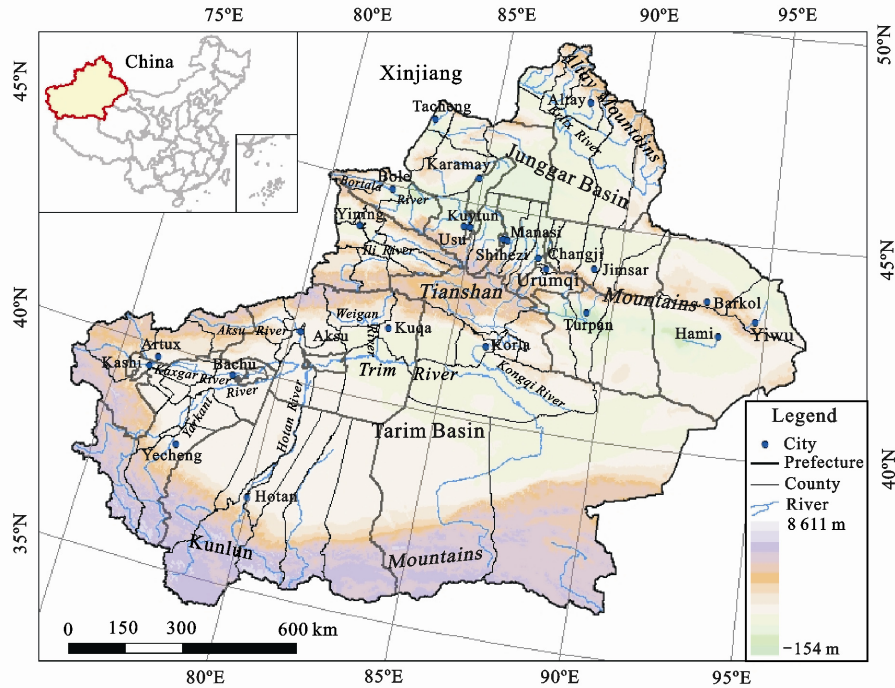 75°E
80°E
85°E
90°E
95°E
50°N
45°N
40°N
35°N
45°N
40°N
China
Xinjiang
Altay Mountains
Altay
Tacheng
Karamay
Junggar Basin
Bortala
Bole
River
Yining
Kuytun
Usu
Manasi
Shihezi
Changji
Ili River
Jimsar
Urumqi
Tianshan
Mountains
Barkol
Turpan
Hami
Yiwu
Weigan
River
Aksu River
Aksu
Kuqa
Korla
Artux
Kashi
Kaxgar River
Bachu
River
Trim River
Konqi River
Yarkant
Hotan River
Tarim Basin
Yecheng
Hotan
Kunlun
Mountains
Legend
City
Prefecture
County
River
8 611 m
−154 m
0 150 300 600 km
80°E
85°E
90°E
95°E